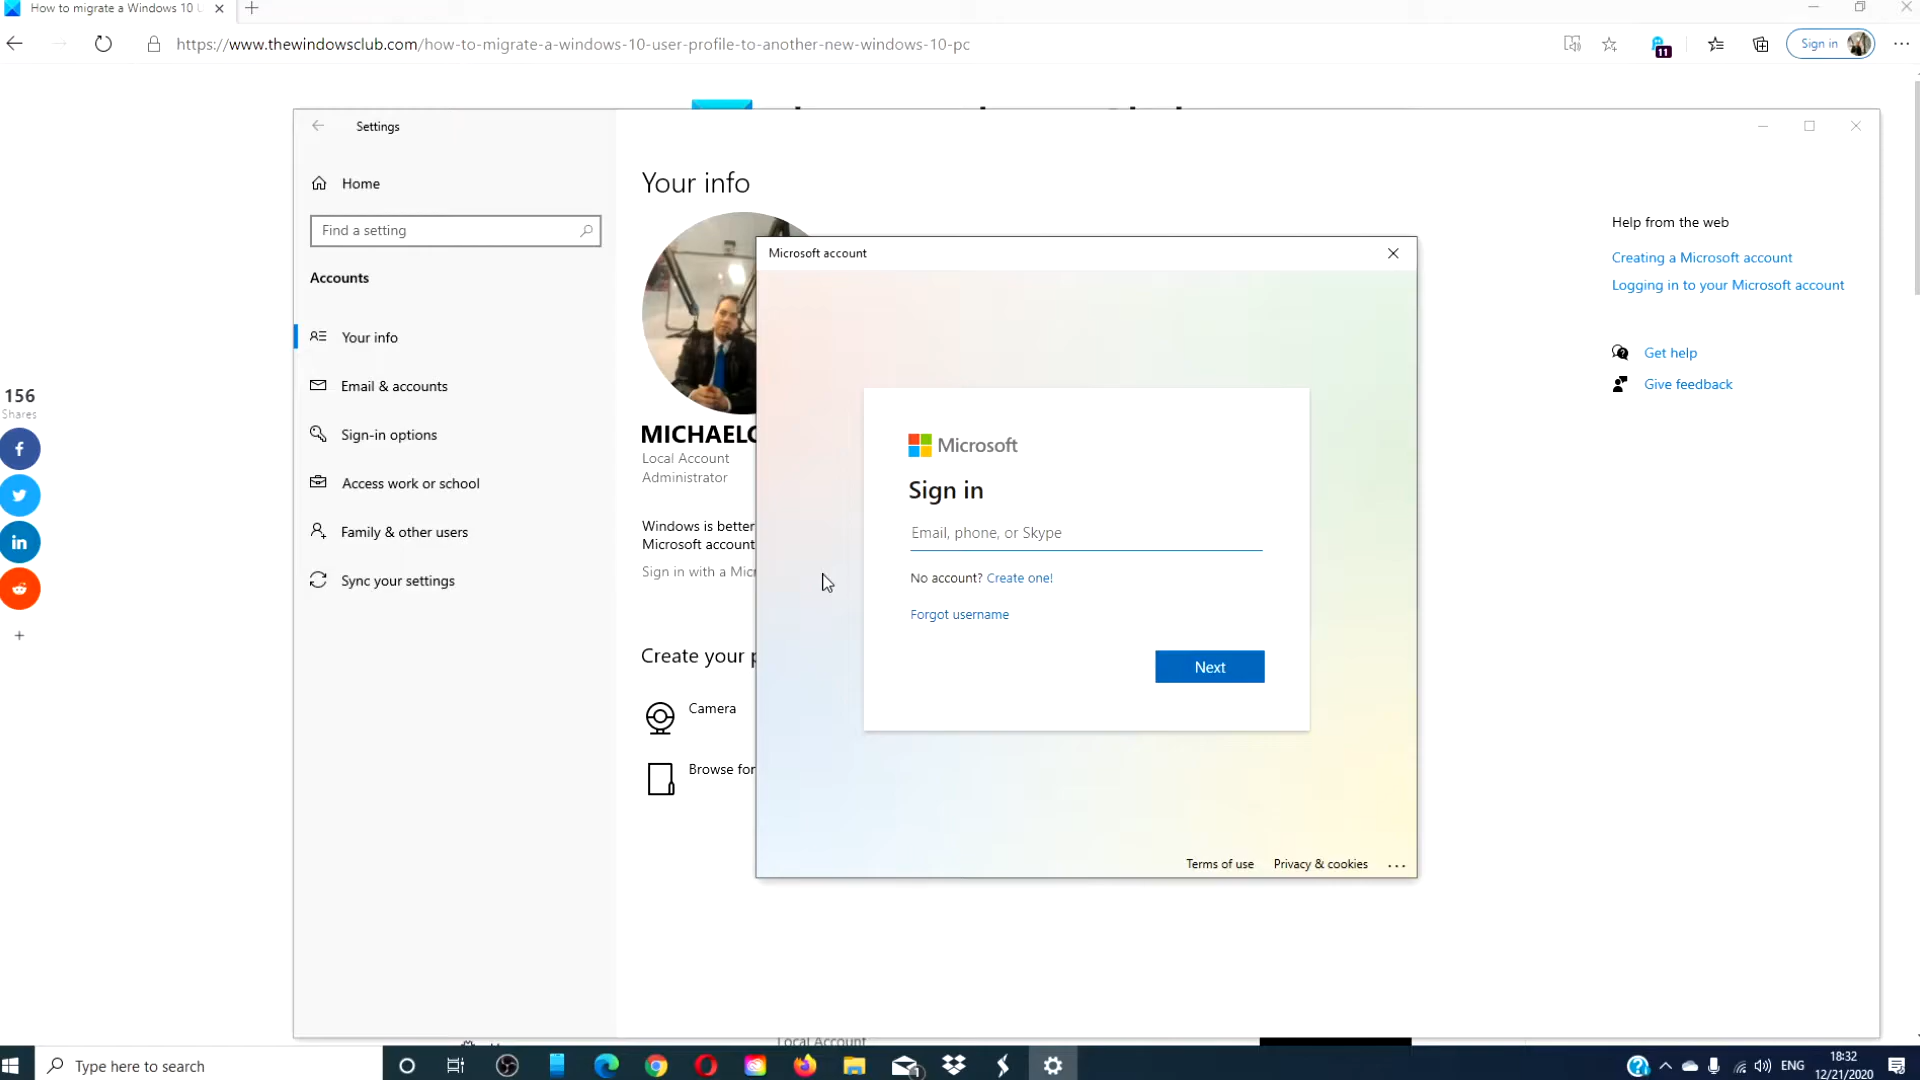 How to migrate a Windows 10 U
https://www.thewindowsclub.com/how-to-migrate-a-windows-10-user-profile-to-another-new-windows-10-pc
11
Sign in
Settings
Home
Find a setting
Accounts
Your info
Email & accounts
Sign-in options
Access work or school
Family & other users
Sync your settings
156
Shares
Your info
MICHAELC
Local Account
Administrator
Windows is better
Microsoft account
Sign in with a Micr
Create your p
Camera
Browse for
Microsoft account
Microsoft
Sign in
Email, phone, or Skype
No account? Create one!
Forgot username
Next
Terms of use
Privacy & cookies
Help from the web
Creating a Microsoft account
Logging in to your Microsoft account
Get help
Give feedback
Local Account
Type here to search
1
ENG
18:32
12/21/2020